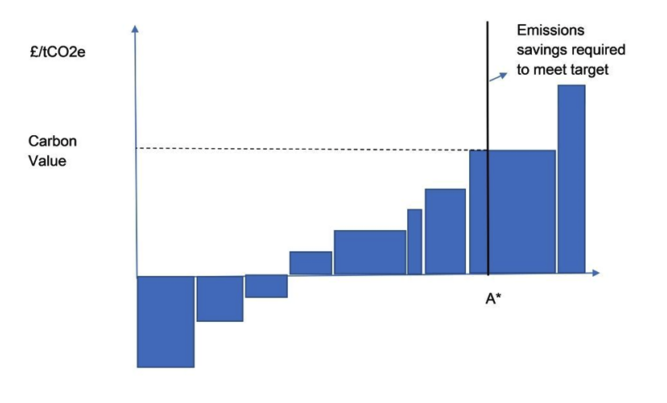 Emissions
savings required
to meet target
£/tCO2e
Carbon
Value
A*